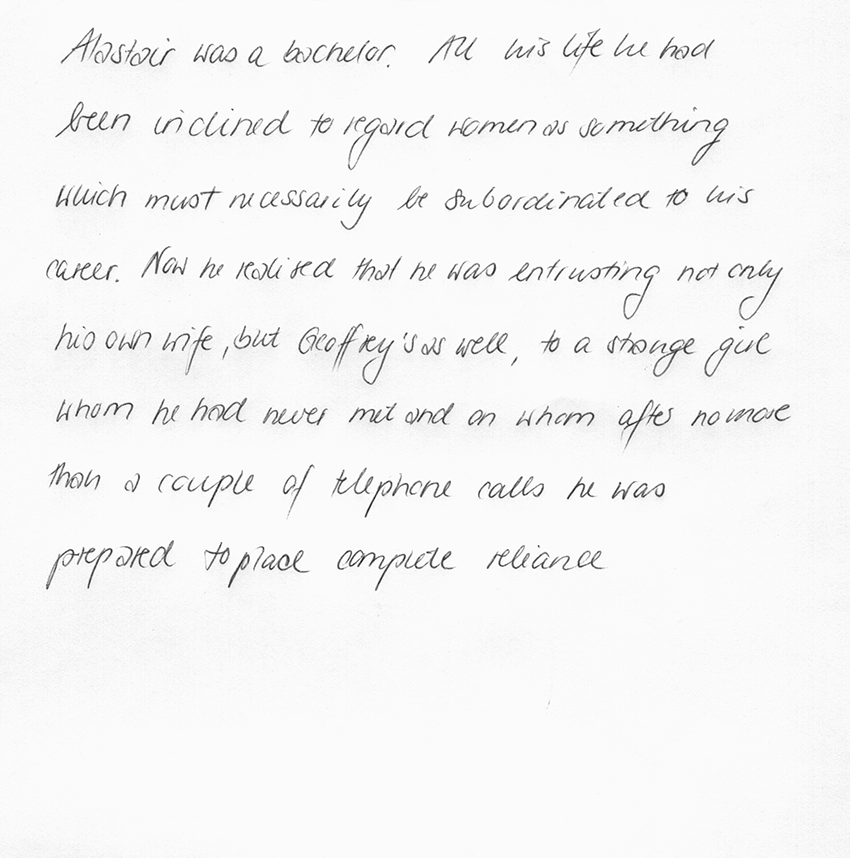 Alastair was a bachelor. All his life he had
been inclined to regard women as something
which must necessarily be subordinated to his
career. Now he realised that he was entrusting not only
his own wife, but Geoffrey's as well, to a strange girl
whom he had never met and on whom after no more
than a couple of telephone calls he was
prepared to place complete reliance